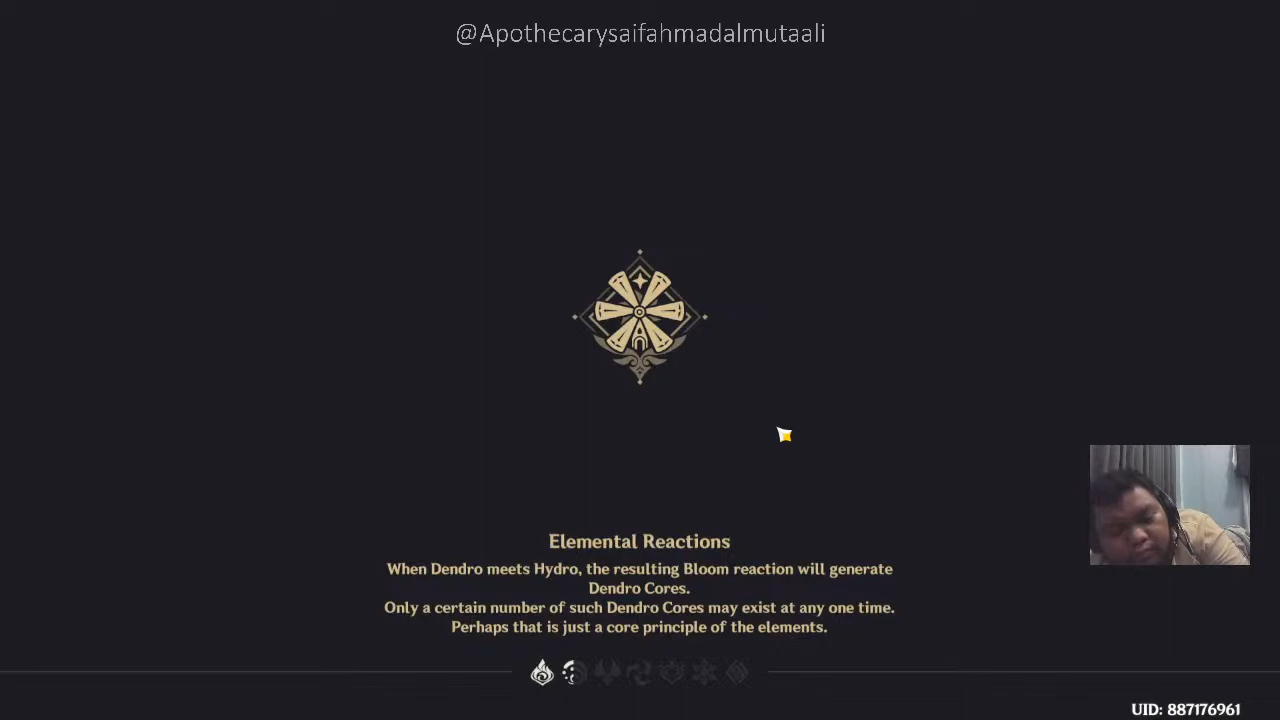 @Apothecarysaifahmadalmutaali
Elemental Reactions
When Dendro meets Hydro, the resulting Bloom reaction will generate
Dendro Cores.
Only a certain number of such Dendro Cores may exist at any one time.
Perhaps that is just a core principle of the elements.
UID: 887176961